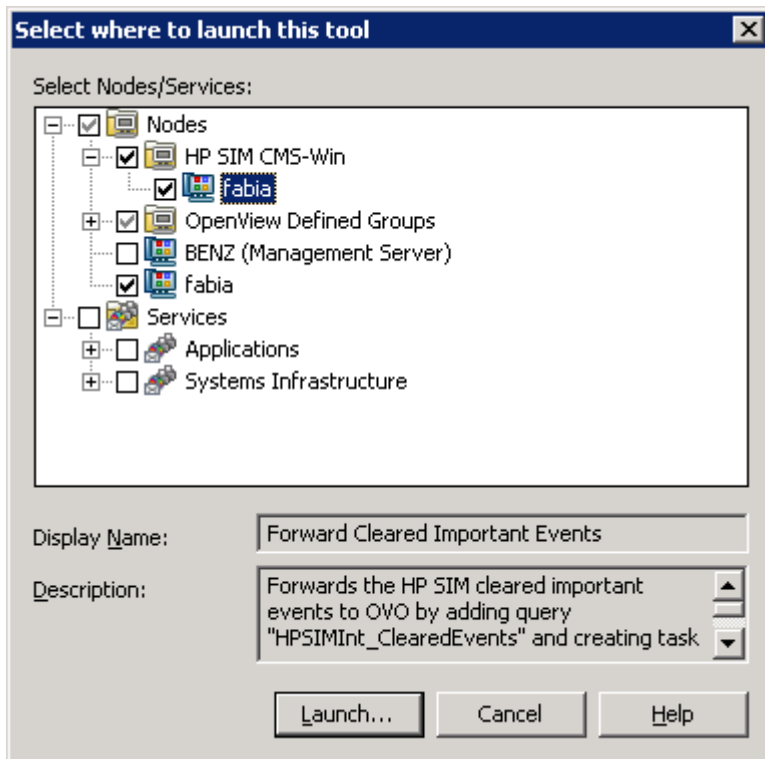 Select where to launch this tool
Select Nodes/Services:
Nodes
HP SIM CMS-Win
fabia
OpenView Defined Groups
BENZ (Management Server)
fabia
Services
Applications
Systems Infrastructure
Display Name:
Forward Cleared Important Events
Description:
Forwards the HP SIM cleared important
events to OVO by adding query
"HPSIMInt_ClearedEvents" and creating task
Launch...
Cancel
Help